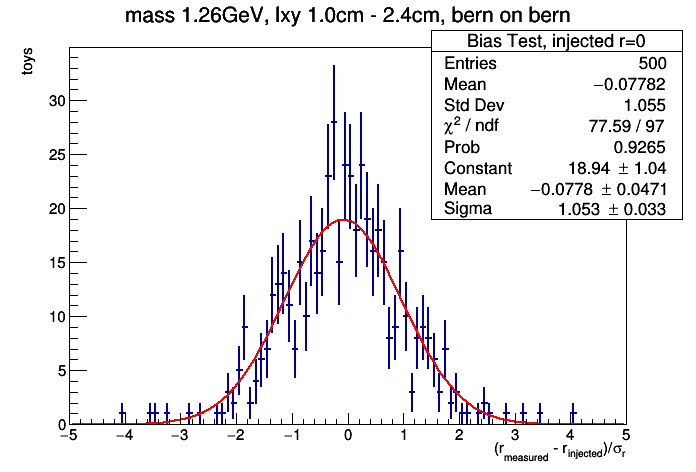 mass 1.26GeV, lxy 1.0cm - 2.4cm, bern on bern
toys
Bias Test, injected r=0
Entries 500
Mean −0.07782
Std Dev 1.055
χ² / ndf 77.59 / 97
Prob 0.9265
Constant 18.94 ± 1.04
Mean −0.0778 ± 0.0471
Sigma 1.053 ± 0.033
30
25
20
15
10
5
0
−5 −4 −3 −2 −1 0 1 2 3 4 5
(r_measured - r_injected)/σ_r